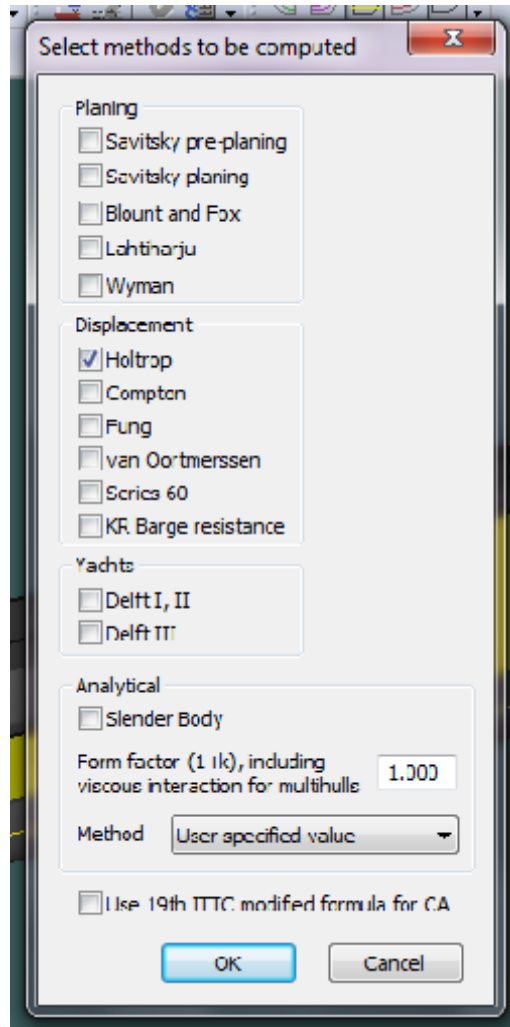 Select methods to be computed
Planing
Savitsky pre-planing
Savitsky planing
Blount and Fox
Lahtiharju
Wyman
Displacement
Holtrop
Compton
Fung
van Oortmerssen
Series 60
KR Barge resistance
Yachts
Delft I, II
Delft III
Analytical
Slender Body
Form factor (1+k), including
viscous interaction for multihulls
1.000
Method
User specified value
Use 19th ITTC modified formula for CA
OK
Cancel